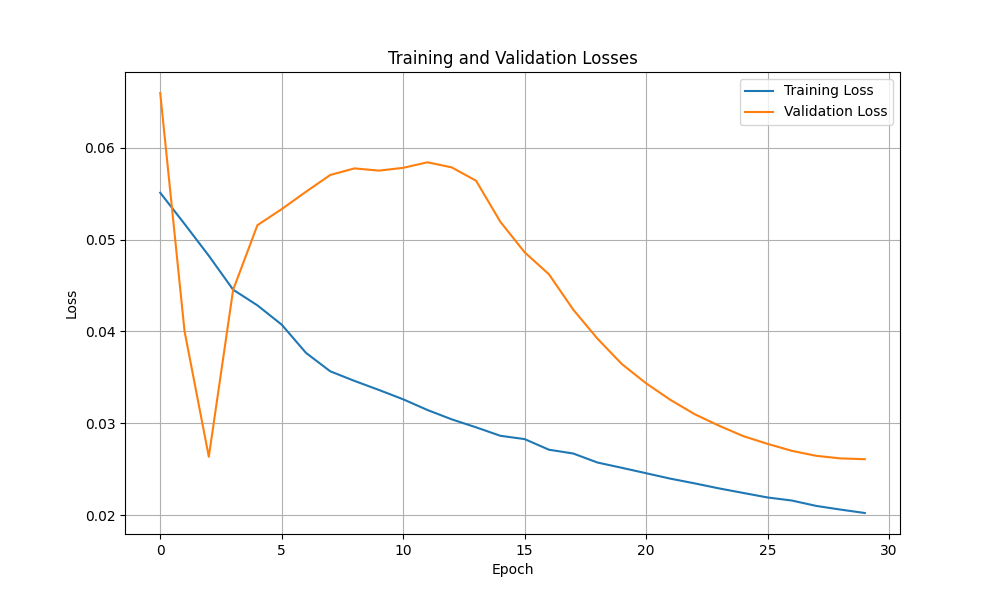 Training and Validation Losses
Training Loss
Validation Loss
0.06
0.05
0.04
0.03
0.02
Loss
0 5 10 15 20 25 30
Epoch